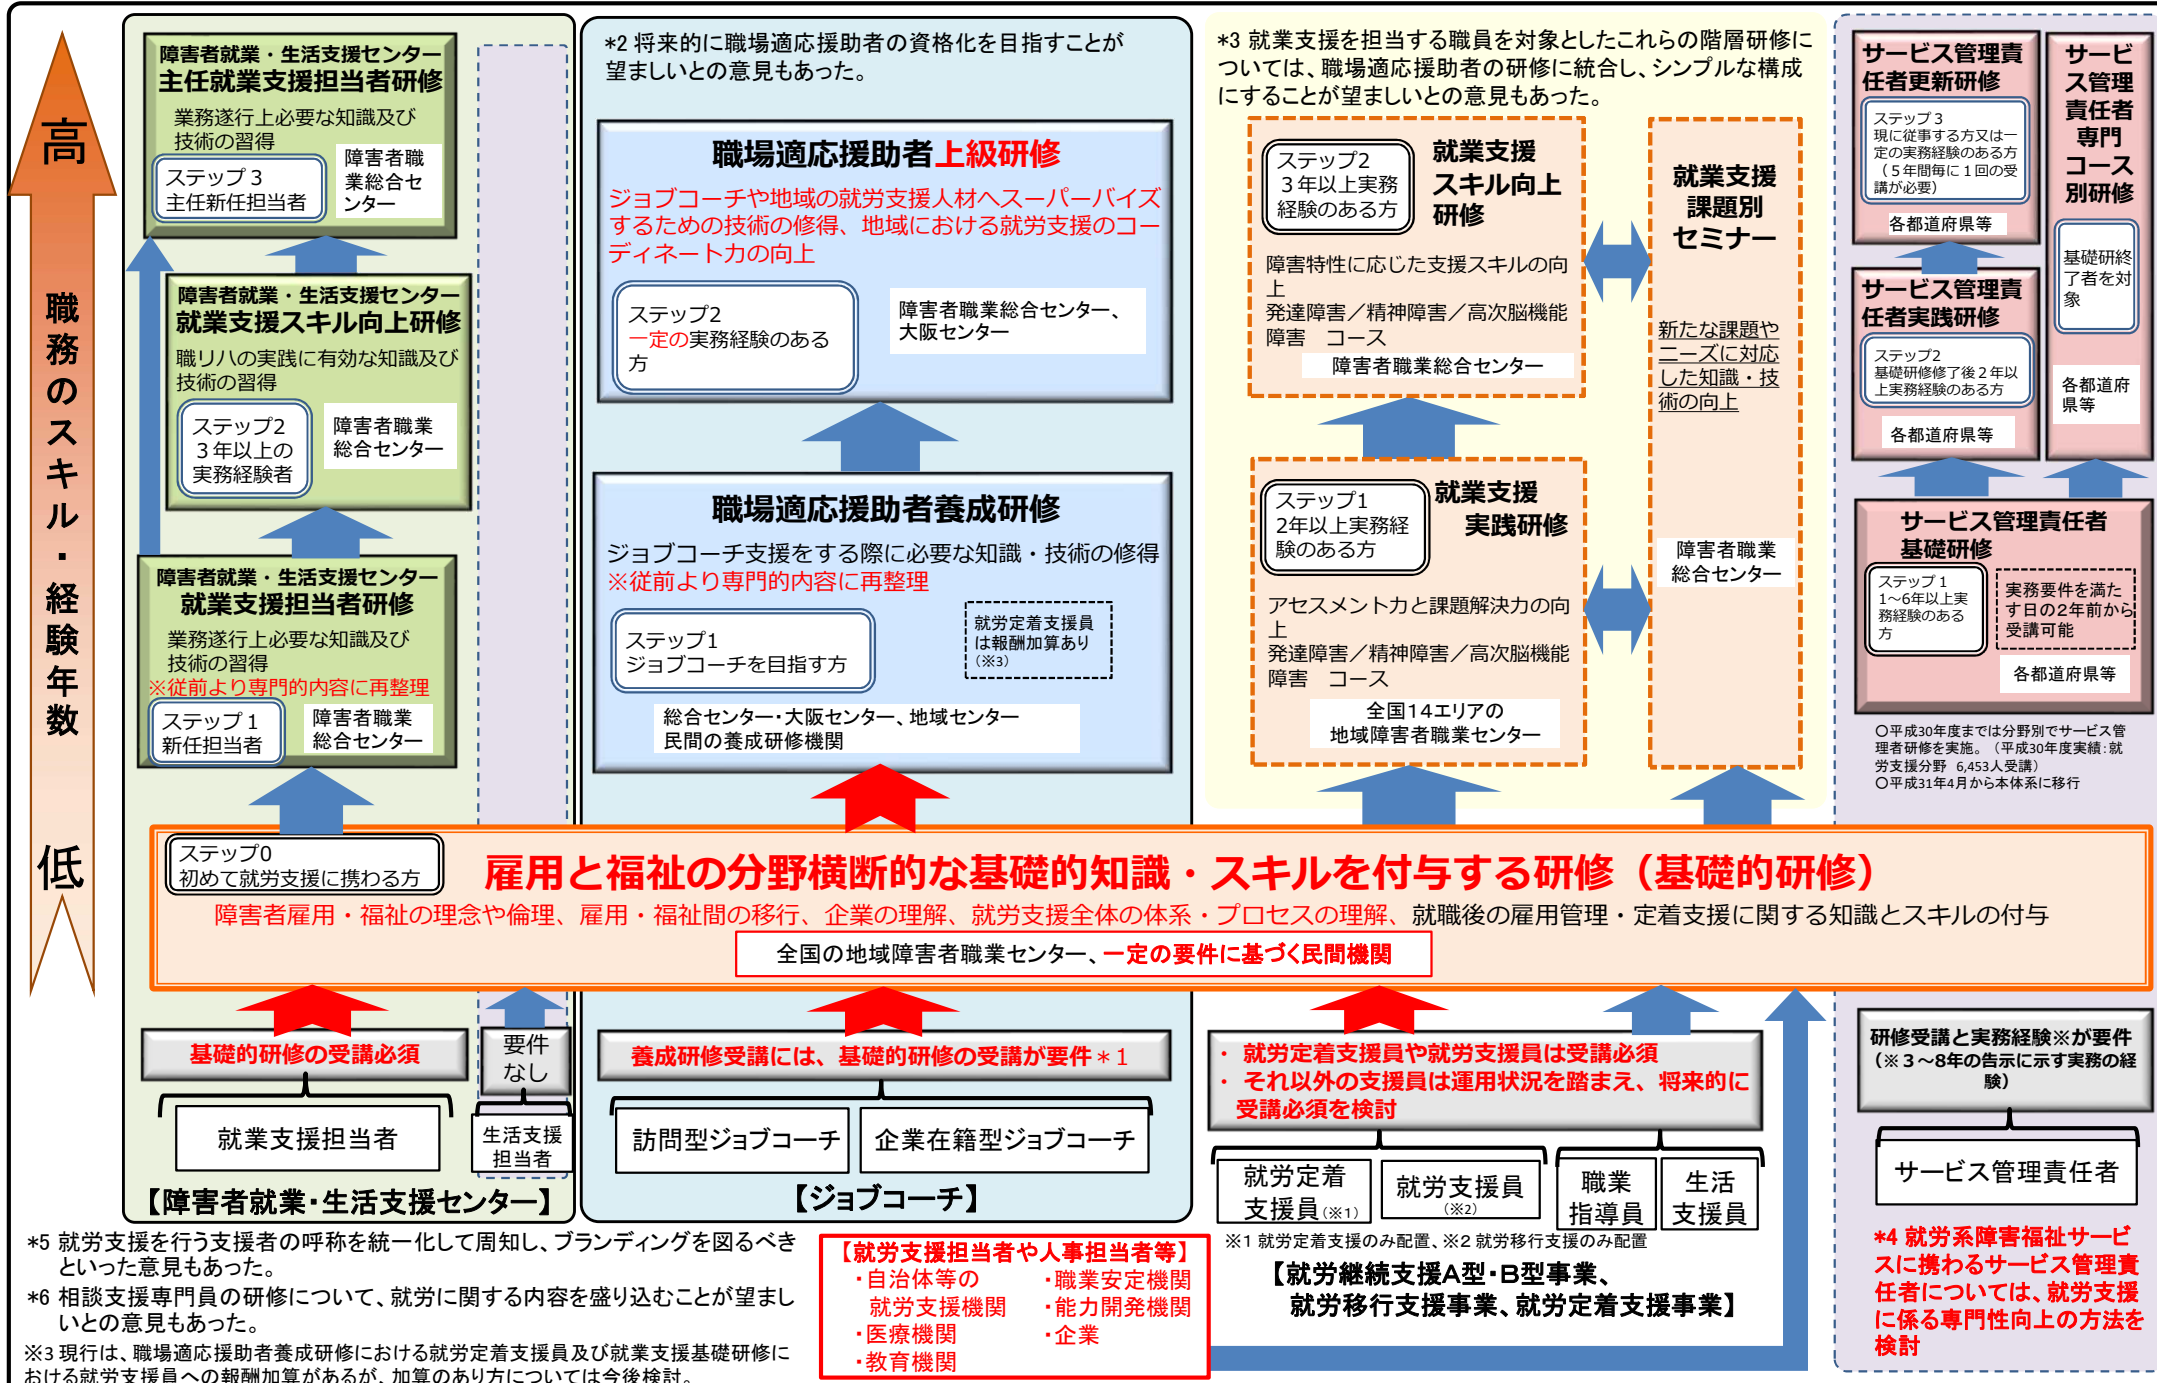 高
職務のスキル・経験年数
低
障害者就業・生活支援センター
主任就業支援担当者研修
業務遂行上必要な知識及び
技術の習得
ステップ３
主任新任担当者
障害者職
業総合セ
ンター
障害者就業・生活支援センター
就業支援スキル向上研修
職リハの実践に有効な知識及び
技術の習得
ステップ2
３年以上の
実務経験者
障害者職業
総合センター
障害者就業・生活支援センター
就業支援担当者研修
業務遂行上必要な知識及び
技術の習得
※従前より専門的内容に再整理
ステップ１
新任担当者
障害者職業
総合センター
*2 将来的に職場適応援助者の資格化を目指すことが
望ましいとの意見もあった。
職場適応援助者上級研修
ジョブコーチや地域の就労支援人材へスーパーバイズ
するための技術の修得、地域における就労支援のコー
ディネート力の向上
ステップ2
一定の実務経験のある
方
障害者職業総合センター、
大阪センター
職場適応援助者養成研修
ジョブコーチ支援をする際に必要な知識・技術の修得
※従前より専門的内容に再整理
ステップ1
ジョブコーチを目指す方
就労定着支援員
は報酬加算あり
（※3）
総合センター・大阪センター、地域センター
民間の養成研修機関
*3 就業支援を担当する職員を対象としたこれらの階層研修に
ついては、職場適応援助者の研修に統合し、シンプルな構成
にすることが望ましいとの意見もあった。
ステップ2
３年以上実務
経験のある方
就業支援
スキル向上
研修
障害特性に応じた支援スキルの向
上
発達障害／精神障害／高次脳機能
障害　コース
障害者職業総合センター
ステップ1
2年以上実務経
験のある方
就業支援
実践研修
アセスメント力と課題解決力の向
上
発達障害／精神障害／高次脳機能
障害　コース
全国14エリアの
地域障害者職業センター
就業支援
課題別
セミナー
新たな課題や
ニーズに対応
した知識・技
術の向上
障害者職業
総合センター
サービス管理責
任者更新研修
ステップ３
現に従事する方又は一
定の実務経験のある方
（５年間毎に１回の受
講が必要）
各都道府県等
サービ
ス管理
責任者
専門
コース
別研修
基礎研終
了者を対
象
各都道府
県等
サービス管理責
任者実践研修
ステップ2
基礎研修修了後２年以
上実務経験のある方
各都道府県等
サービス管理責任者
基礎研修
ステップ１
1～6年以上実
務経験のある
方
実務要件を満た
す日の2年前から
受講可能
各都道府県等
○平成30年度までは分野別でサービス管
理者研修を実施。（平成30年度実績：就
労支援分野 6,453人受講）
○平成31年4月から本体系に移行
ステップ0
初めて就労支援に携わる方
雇用と福祉の分野横断的な基礎的知識・スキルを付与する研修（基礎的研修）
障害者雇用・福祉の理念や倫理、雇用・福祉間の移行、企業の理解、就労支援全体の体系・プロセスの理解、就職後の雇用管理・定着支援に関する知識とスキルの付与
全国の地域障害者職業センター、一定の要件に基づく民間機関
基礎的研修の受講必須
要件
なし
就業支援担当者
生活支援
担当者
【障害者就業・生活支援センター】
養成研修受講には、基礎的研修の受講が要件＊1
訪問型ジョブコーチ
企業在籍型ジョブコーチ
【ジョブコーチ】
・ 就労定着支援員や就労支援員は受講必須
・ それ以外の支援員は運用状況を踏まえ、将来的に
受講必須を検討
就労定着
支援員（※1）
就労支援員
（※2）
職業
指導員
生活
支援員
※1 就労定着支援のみ配置、※2 就労移行支援のみ配置
【就労継続支援A型・B型事業、
就労移行支援事業、就労定着支援事業】
研修受講と実務経験※が要件
（※３～8年の告示に示す実務の経
験）
サービス管理責任者
*4 就労系障害福祉サービ
スに携わるサービス管理責
任者については、就労支援
に係る専門性向上の方法を
検討
*5 就労支援を行う支援者の呼称を統一化して周知し、ブランディングを図るべき
といった意見もあった。
*6 相談支援専門員の研修について、就労に関する内容を盛り込むことが望まし
いとの意見もあった。
※3 現行は、職場適応援助者養成研修における就労定着支援員及び就業支援基礎研修に
おける就労支援員への報酬加算があるが、加算のあり方については今後検討。
【就労支援担当者や人事担当者等】
・自治体等の
就労支援機関
・医療機関
・教育機関
・職業安定機関
・能力開発機関
・企業